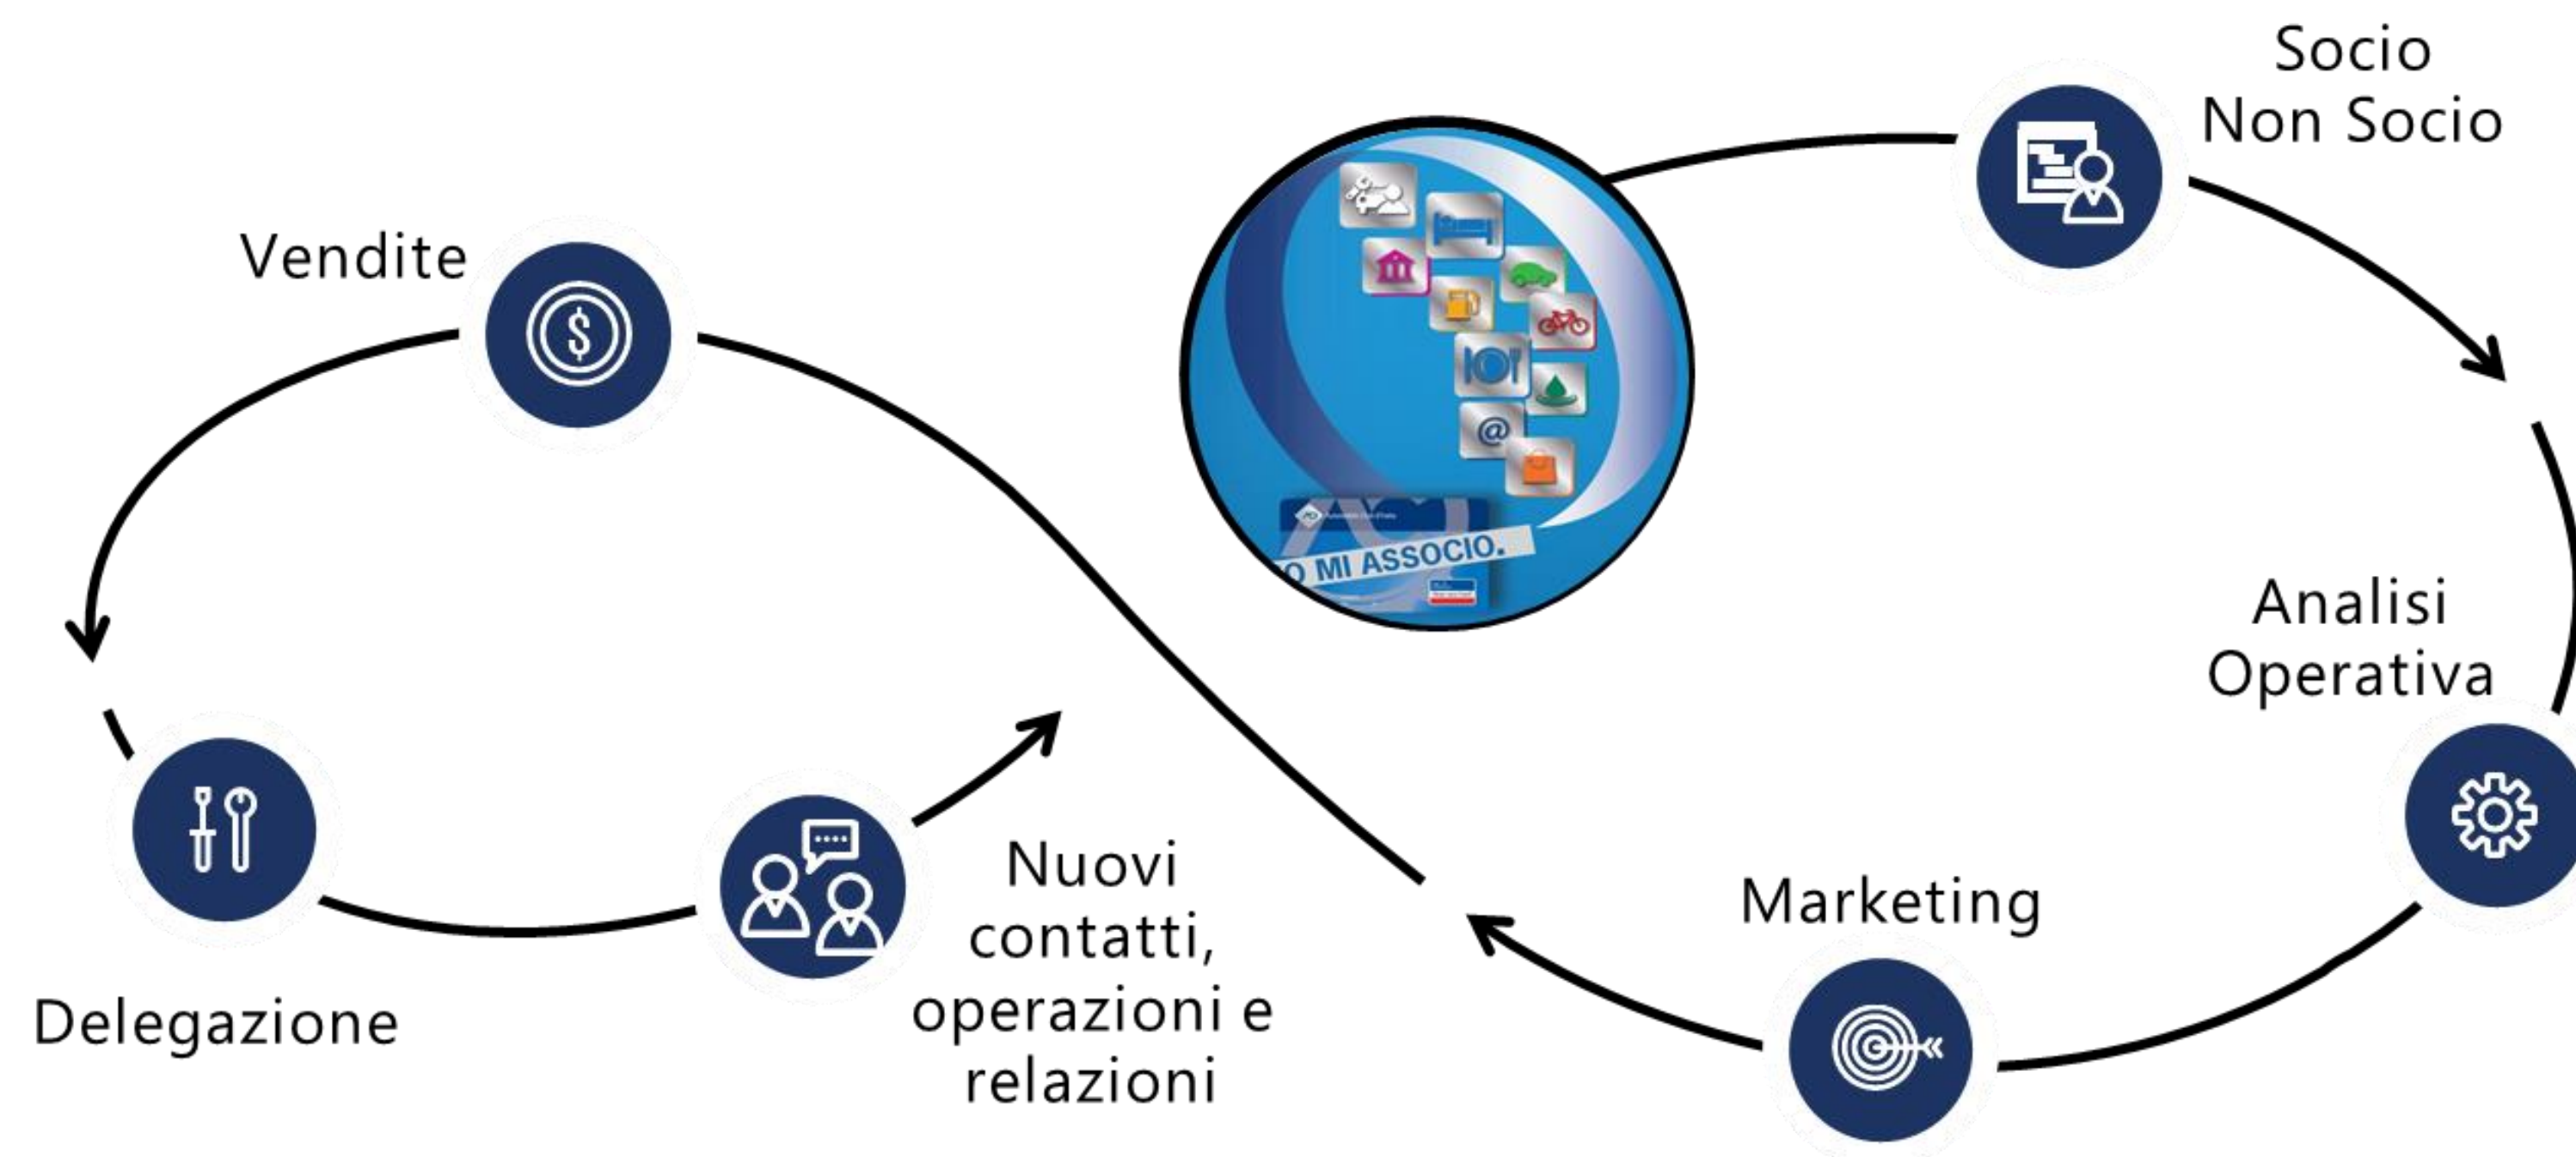 Socio
Non Socio
Vendite
@
O MI ASSOCIO.
Analisi
Operativa
Marketing
Nuovi
contatti,
operazioni e
relazioni
Delegazione